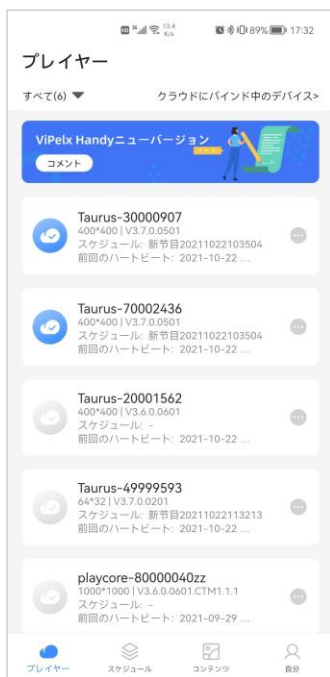 13.4
K/s
89%
17:32
プレイヤー
すべて(6)
クラウドにバインド中のデバイス>
ViPelx Handyニューバージョン
コメント
Taurus-30000907
400*400 | V3.7.0.0501
スケジュール: 新节目20211022103504
前回のハートビート: 2021-10-22 ...
Taurus-70002436
400*400 | V3.7.0.0501
スケジュール: 新节目20211022103504
前回のハートビート: 2021-10-22 ...
Taurus-20001562
400*400 | V3.6.0.0601
スケジュール: -
前回のハートビート: 2021-10-22 ...
Taurus-49999593
64*32 | V3.7.0.0201
スケジュール: 新节目20211022113213
前回のハートビート: 2021-10-22 ...
playcore-80000040zz
1000*1000 | V3.6.0.0601.CTM1.1.1
スケジュール: -
前回のハートビート: 2021-09-29 ...
プレイヤー
スケジュール
コンテンツ
自分